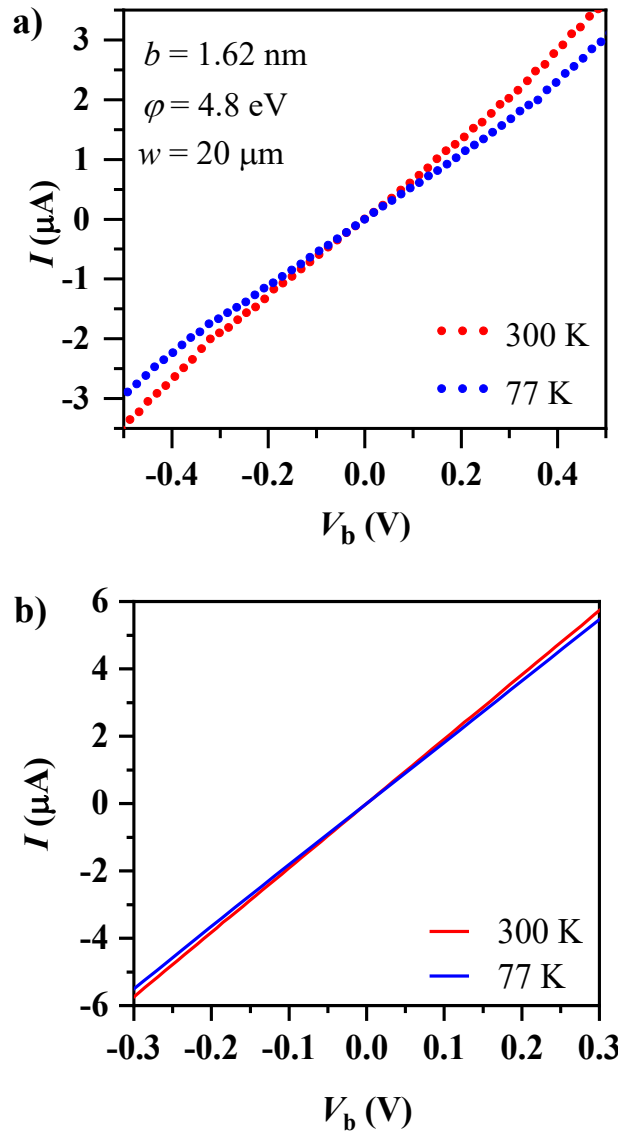 a)
b = 1.62 nm
φ = 4.8 eV
w = 20 μm
3
2
1
0
-1
-2
-3
I (μA)
300 K
77 K
-0.4 -0.2 0.0 0.2 0.4
Vb (V)
b)
6
4
2
0
-2
-4
-6
I (μA)
300 K
77 K
-0.3 -0.2 -0.1 0.0 0.1 0.2 0.3
Vb (V)